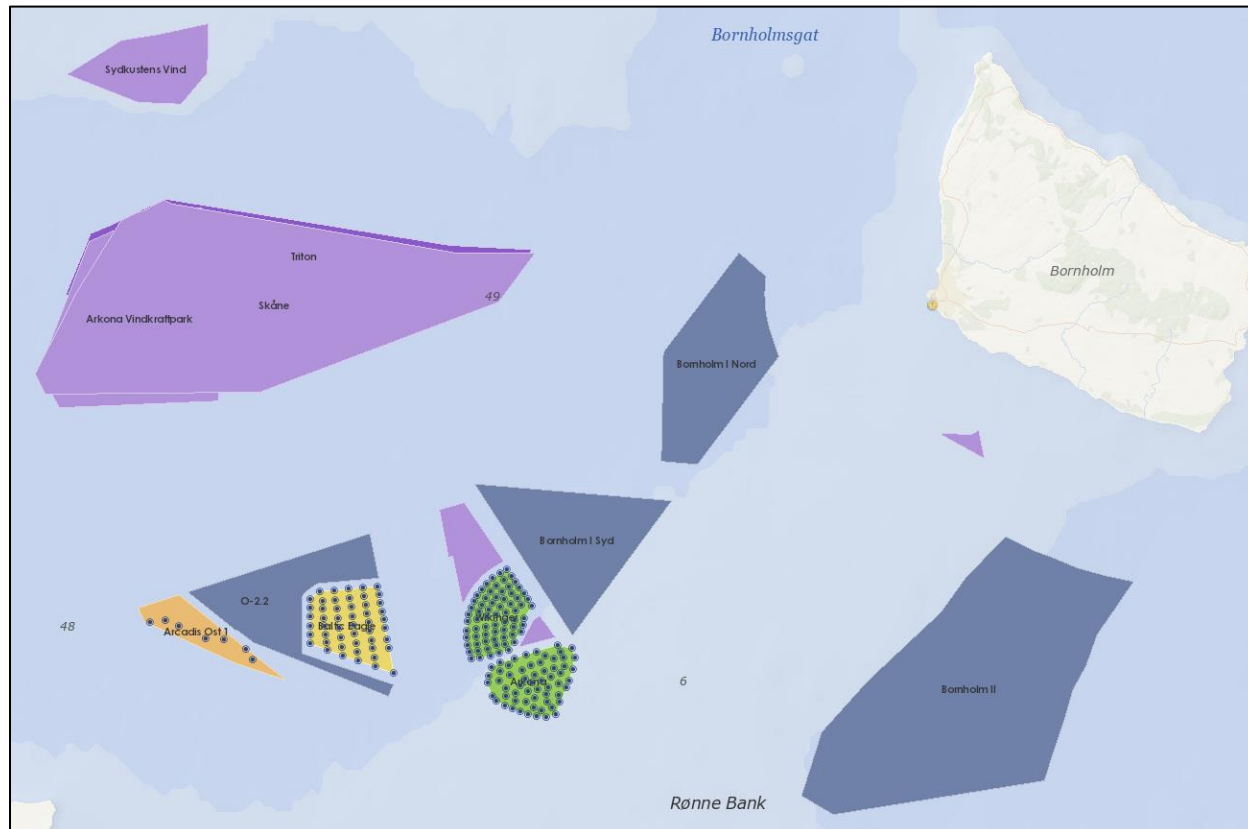 Bornholmsgat
Sydkustens Vind
Triton
Bornholm
49
Skåne
Arkona Vindkraftpark
Bornholm I Nord
Bornholm I Syd
O-2.2
48
Arcadis Ost 1
Baltic Eagle
Wikinger
Arkona
6
Bornholm II
Rønne Bank